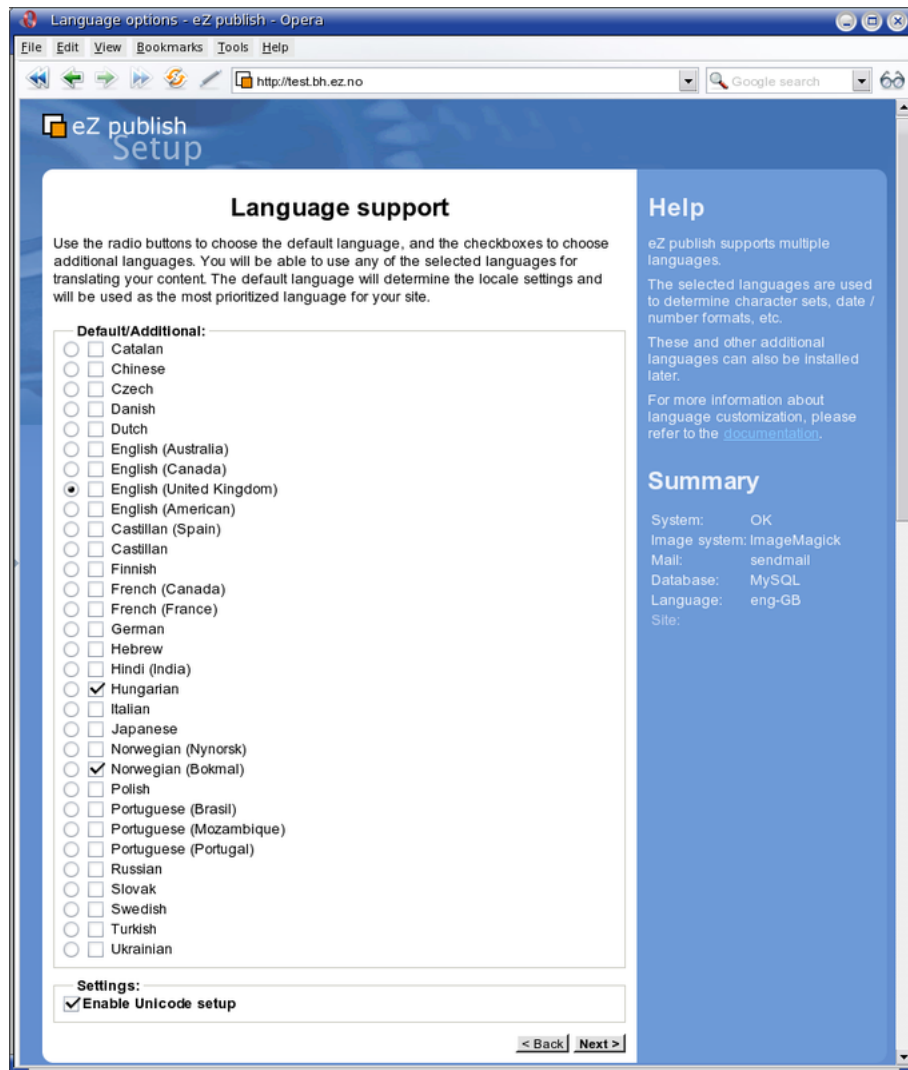 Language options - eZ publish - Opera
File Edit View Bookmarks Tools Help
http://test.bh.ez.no
Google search
eZ publish
Setup
Language support
Use the radio buttons to choose the default language, and the checkboxes to choose
additional languages. You will be able to use any of the selected languages for
translating your content. The default language will determine the locale settings and
will be used as the most prioritized language for your site.
Default/Additional:
Catalan
Chinese
Czech
Danish
Dutch
English (Australia)
English (Canada)
English (United Kingdom)
English (American)
Castillan (Spain)
Castillan
Finnish
French (Canada)
French (France)
German
Hebrew
Hindi (India)
Hungarian
Italian
Japanese
Norwegian (Nynorsk)
Norwegian (Bokmal)
Polish
Portuguese (Brasil)
Portuguese (Mozambique)
Portuguese (Portugal)
Russian
Slovak
Swedish
Turkish
Ukrainian
Settings:
Enable Unicode setup
< Back Next >
Help
eZ publish supports multiple
languages.
The selected languages are used
to determine character sets, date /
number formats, etc.
These and other additional
languages can also be installed
later.
For more information about
language customization, please
refer to the documentation.
Summary
System: OK
Image system: ImageMagick
Mail: sendmail
Database: MySQL
Language: eng-GB
Site: